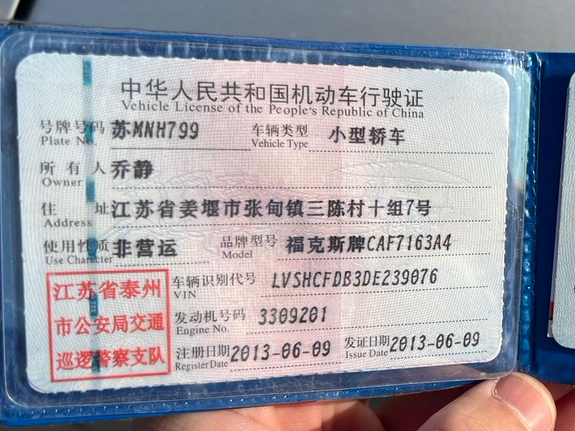 中华人民共和国机动车行驶证
Vehicle License of the People's Republic of China
号牌号码 苏MNH799 车辆类型 小型轿车
Plate No. Vehicle Type
所有人 乔静
Owner
住址 江苏省姜堰市张甸镇三陈村十组7号
Address
使用性质 非营运 品牌型号 福克斯牌CAF7163A4
Use Character Model
江苏省泰州
市公安局交通
巡逻警察支队
车辆识别代号 LVSHCFDB3DE239076
VIN
发动机号码 3309201
Engine No.
注册日期 2013-06-09 发证日期 2013-06-09
Register Date Issue Date